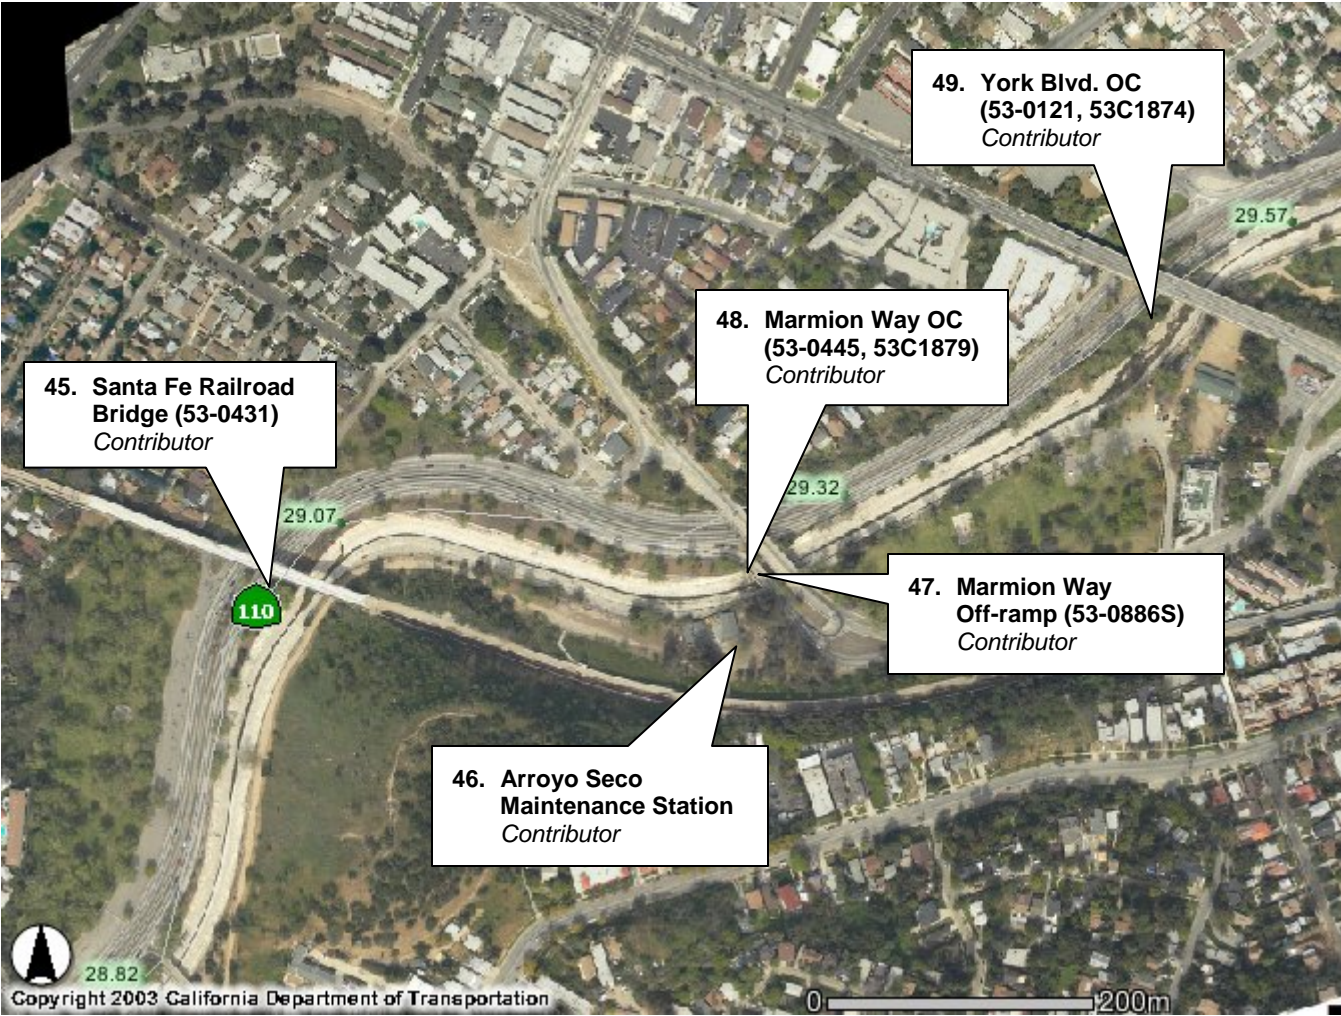 49. York Blvd. OC
(53-0121, 53C1874)
Contributor
29.57
48. Marmion Way OC
(53-0445, 53C1879)
Contributor
45. Santa Fe Railroad
Bridge (53-0431)
Contributor
29.32
29.07
47. Marmion Way
Off-ramp (53-0886S)
Contributor
110
46. Arroyo Seco
Maintenance Station
Contributor
28.82
Copyright 2003 California Department of Transportation
0 200m